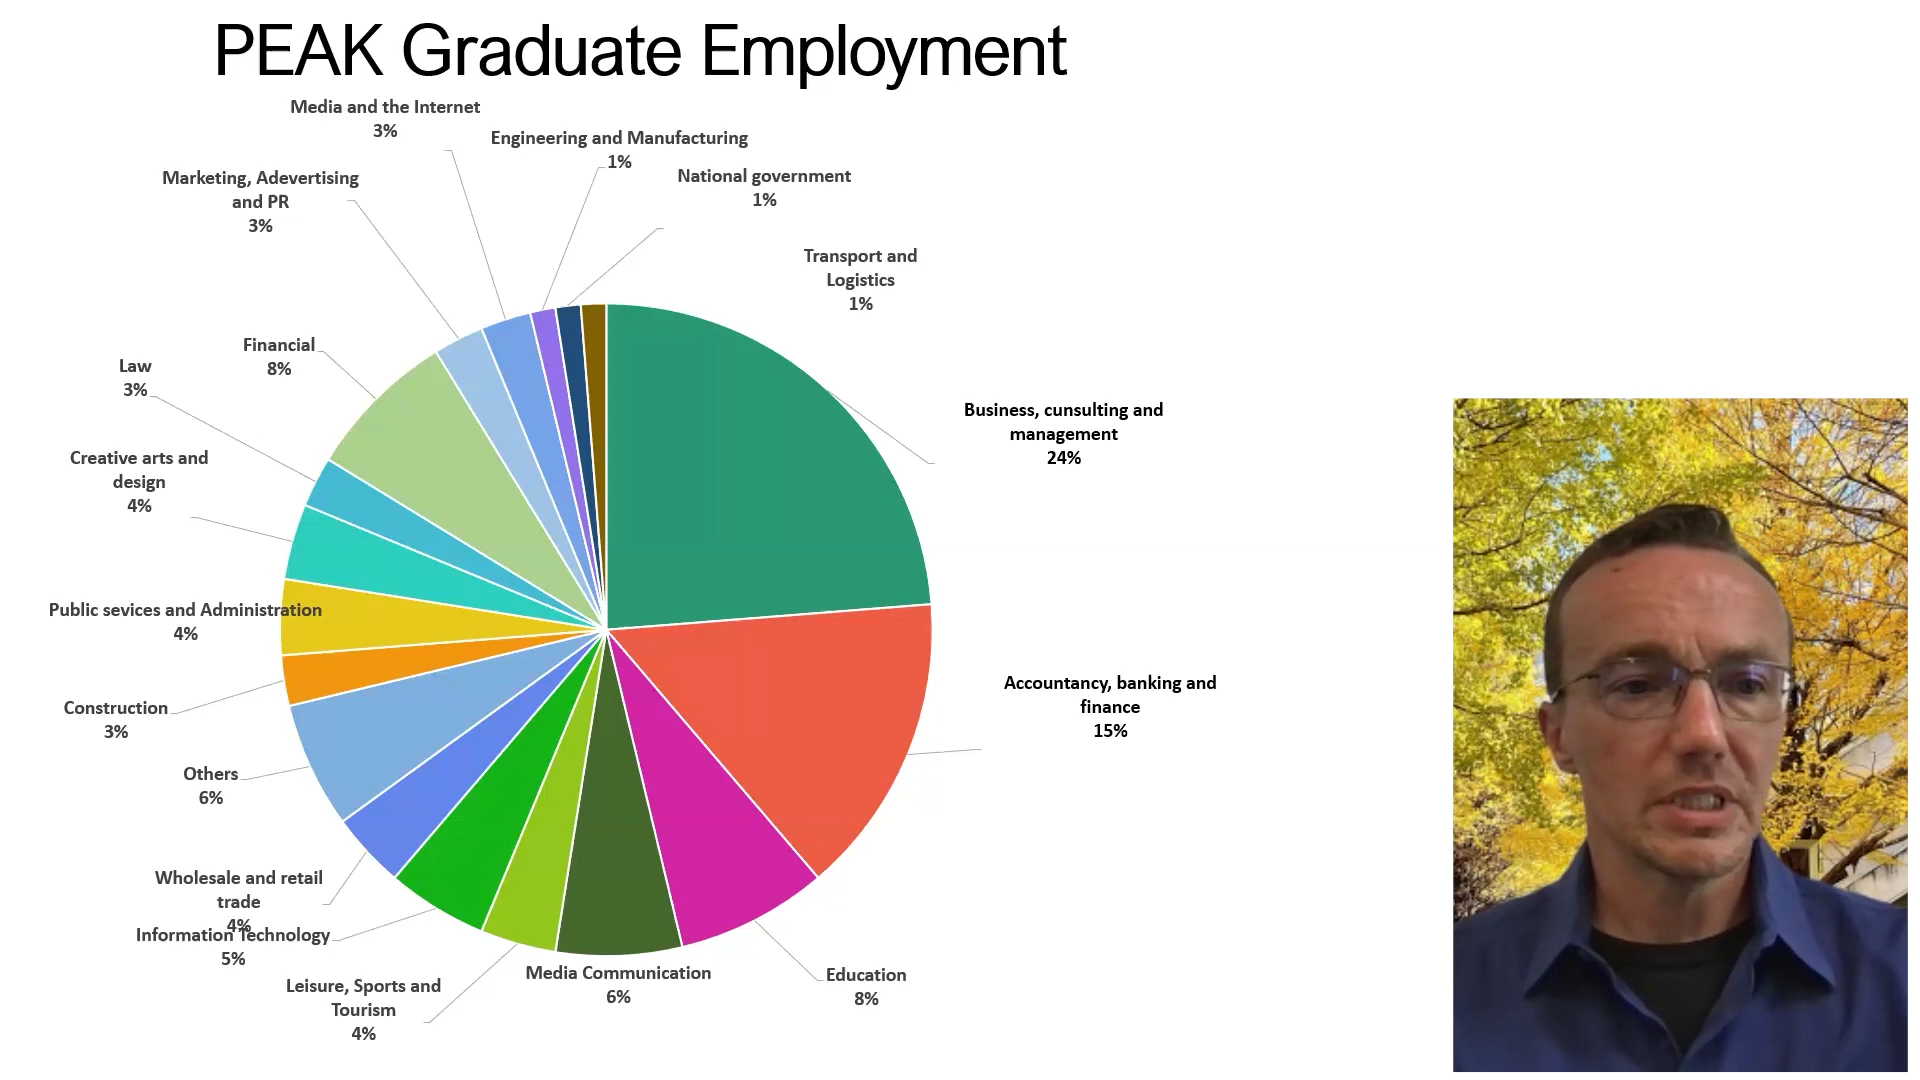 PEAK Graduate Employment
Media and the Internet
3%
Engineering and Manufacturing
1%
National government
1%
Marketing, Adevertising
and PR
3%
Transport and
Logistics
1%
Financial
8%
Law
3%
Business, cunsulting and
management
24%
Creative arts and
design
4%
Public sevices and Administration
4%
Accountancy, banking and
finance
15%
Construction
3%
Others
6%
Wholesale and retail
trade
4%
Information Technology
5%
Leisure, Sports and
Tourism
4%
Media Communication
6%
Education
8%